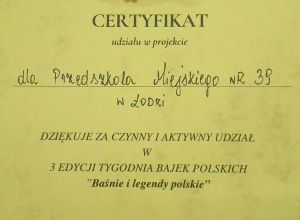 CERTYFIKAT
udziału w projekcie
dla Przedszkola Miejskiego NR 39
w Łodzi
DZIĘKUJE ZA CZYNNY I AKTYWNY UDZIAŁ
W
3 EDYCJI TYGODNIA BAJEK POLSKICH
"Baśnie i legendy polskie"